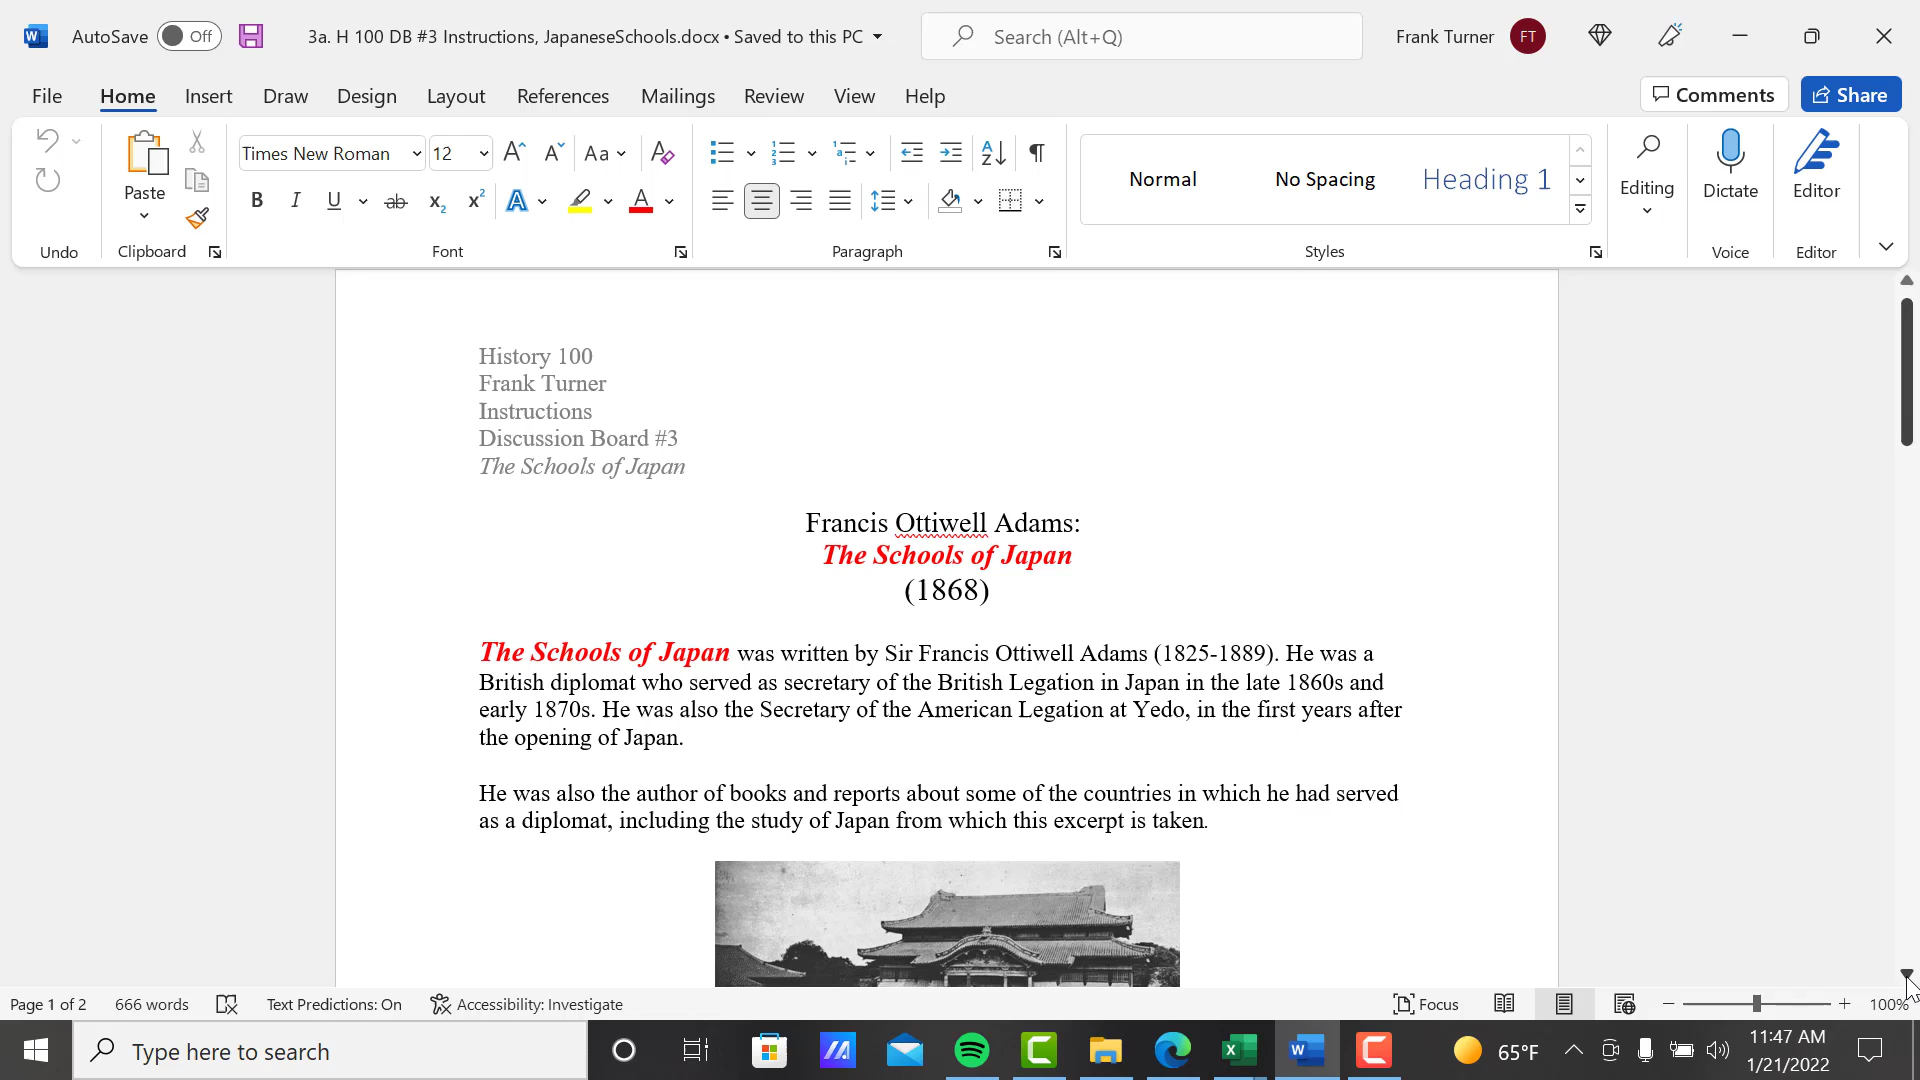 AutoSave Off 3a. H 100 DB #3 Instructions, JapaneseSchools.docx • Saved to this PC Search (Alt+Q) Frank Turner FT
File Home Insert Draw Design Layout References Mailings Review View Help Comments Share
Times New Roman 12 Aa
Paste Normal No Spacing Heading 1 Editing Dictate Editor
Undo Clipboard Font Paragraph Styles Voice Editor
History 100
Frank Turner
Instructions
Discussion Board #3
The Schools of Japan
Francis Ottiwell Adams:
The Schools of Japan
(1868)
The Schools of Japan was written by Sir Francis Ottiwell Adams (1825-1889). He was a
British diplomat who served as secretary of the British Legation in Japan in the late 1860s and
early 1870s. He was also the Secretary of the American Legation at Yedo, in the first years after
the opening of Japan.
He was also the author of books and reports about some of the countries in which he had served
as a diplomat, including the study of Japan from which this excerpt is taken.
Page 1 of 2 666 words Text Predictions: On Accessibility: Investigate Focus 100%
Type here to search 65°F 11:47 AM
1/21/2022